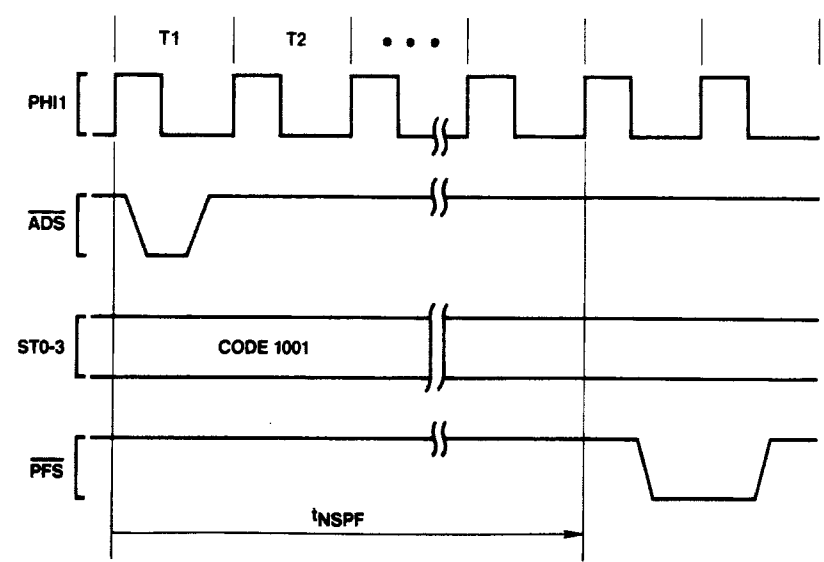 T1 T2 • • •
PHI1
ADS
ST0-3 CODE 1001
PFS
tNSPF